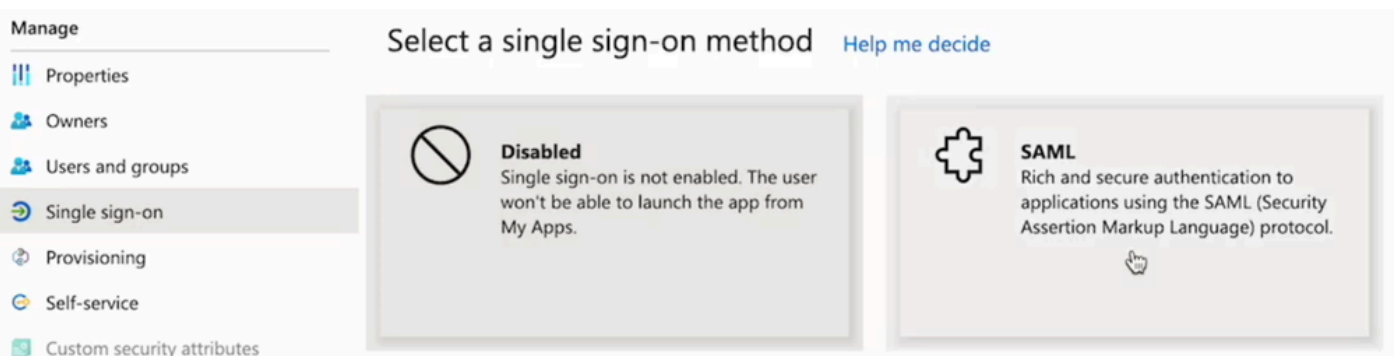 Manage
Properties
Owners
Users and groups
Single sign-on
Provisioning
Self-service
Custom security attributes
Select a single sign-on method Help me decide
Disabled
Single sign-on is not enabled. The user
won't be able to launch the app from
My Apps.
SAML
Rich and secure authentication to
applications using the SAML (Security
Assertion Markup Language) protocol.